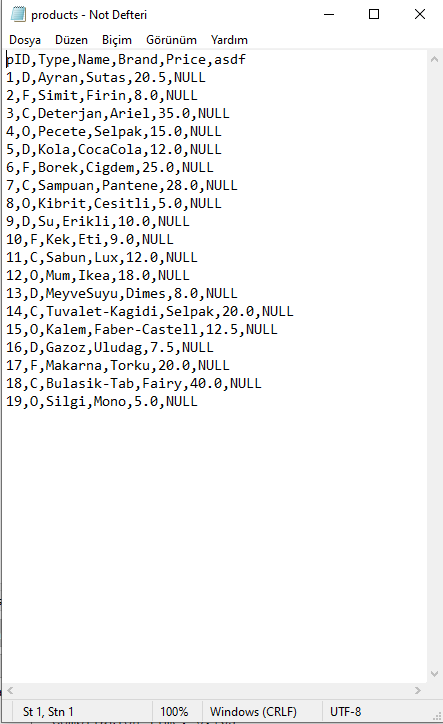 products - Not Defteri
Dosya Düzen Biçim Görünüm Yardım
pID,Type,Name,Brand,Price,asdf
1,D,Ayran,Sutas,20.5,NULL
2,F,Simit,Firin,8.0,NULL
3,C,Deterjan,Ariel,35.0,NULL
4,O,Pecete,Selpak,15.0,NULL
5,D,Kola,CocaCola,12.0,NULL
6,F,Borek,Cigdem,25.0,NULL
7,C,Sampuan,Pantene,28.0,NULL
8,O,Kibrit,Cesitli,5.0,NULL
9,D,Su,Erikli,10.0,NULL
10,F,Kek,Eti,9.0,NULL
11,C,Sabun,Lux,12.0,NULL
12,O,Mum,Ikea,18.0,NULL
13,D,MeyveSuyu,Dimes,8.0,NULL
14,C,Tuvalet-Kagidi,Selpak,20.0,NULL
15,O,Kalem,Faber-Castell,12.5,NULL
16,D,Gazoz,Uludag,7.5,NULL
17,F,Makarna,Torku,20.0,NULL
18,C,Bulasik-Tab,Fairy,40.0,NULL
19,O,Silgi,Mono,5.0,NULL
St 1, Stn 1 100% Windows (CRLF) UTF-8